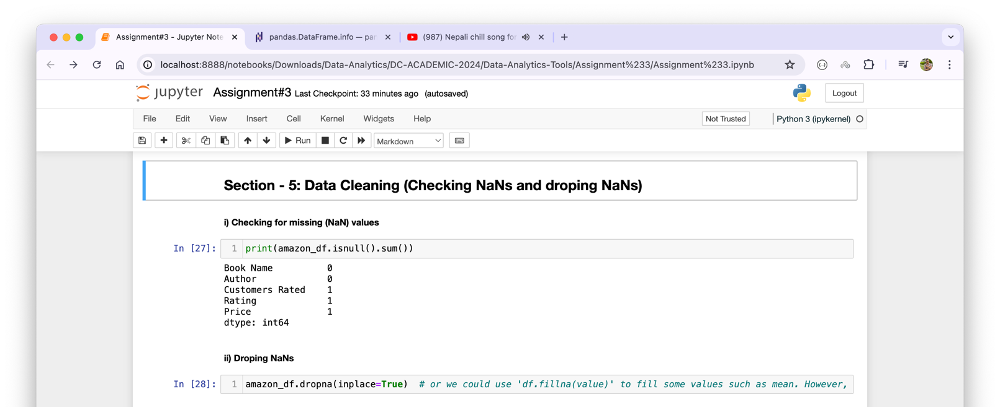 Assignment#3 - Jupyter Note
pandas.DataFrame.info — pan
(987) Nepali chill song for
localhost:8888/notebooks/Downloads/Data-Analytics/DC-ACADEMIC-2024/Data-Analytics-Tools/Assignment%233/Assignment%233.ipynb
jupyter Assignment#3 Last Checkpoint: 33 minutes ago (autosaved)
Logout
File Edit View Insert Cell Kernel Widgets Help
Not Trusted
Python 3 (ipykernel)
Run
Markdown
Section - 5: Data Cleaning (Checking NaNs and droping NaNs)
i) Checking for missing (NaN) values
In [27]: 1 print(amazon_df.isnull().sum())
Book Name 0
Author 0
Customers Rated 1
Rating 1
Price 1
dtype: int64
ii) Droping NaNs
In [28]: 1 amazon_df.dropna(inplace=True) # or we could use 'df.fillna(value)' to fill some values such as mean. However,